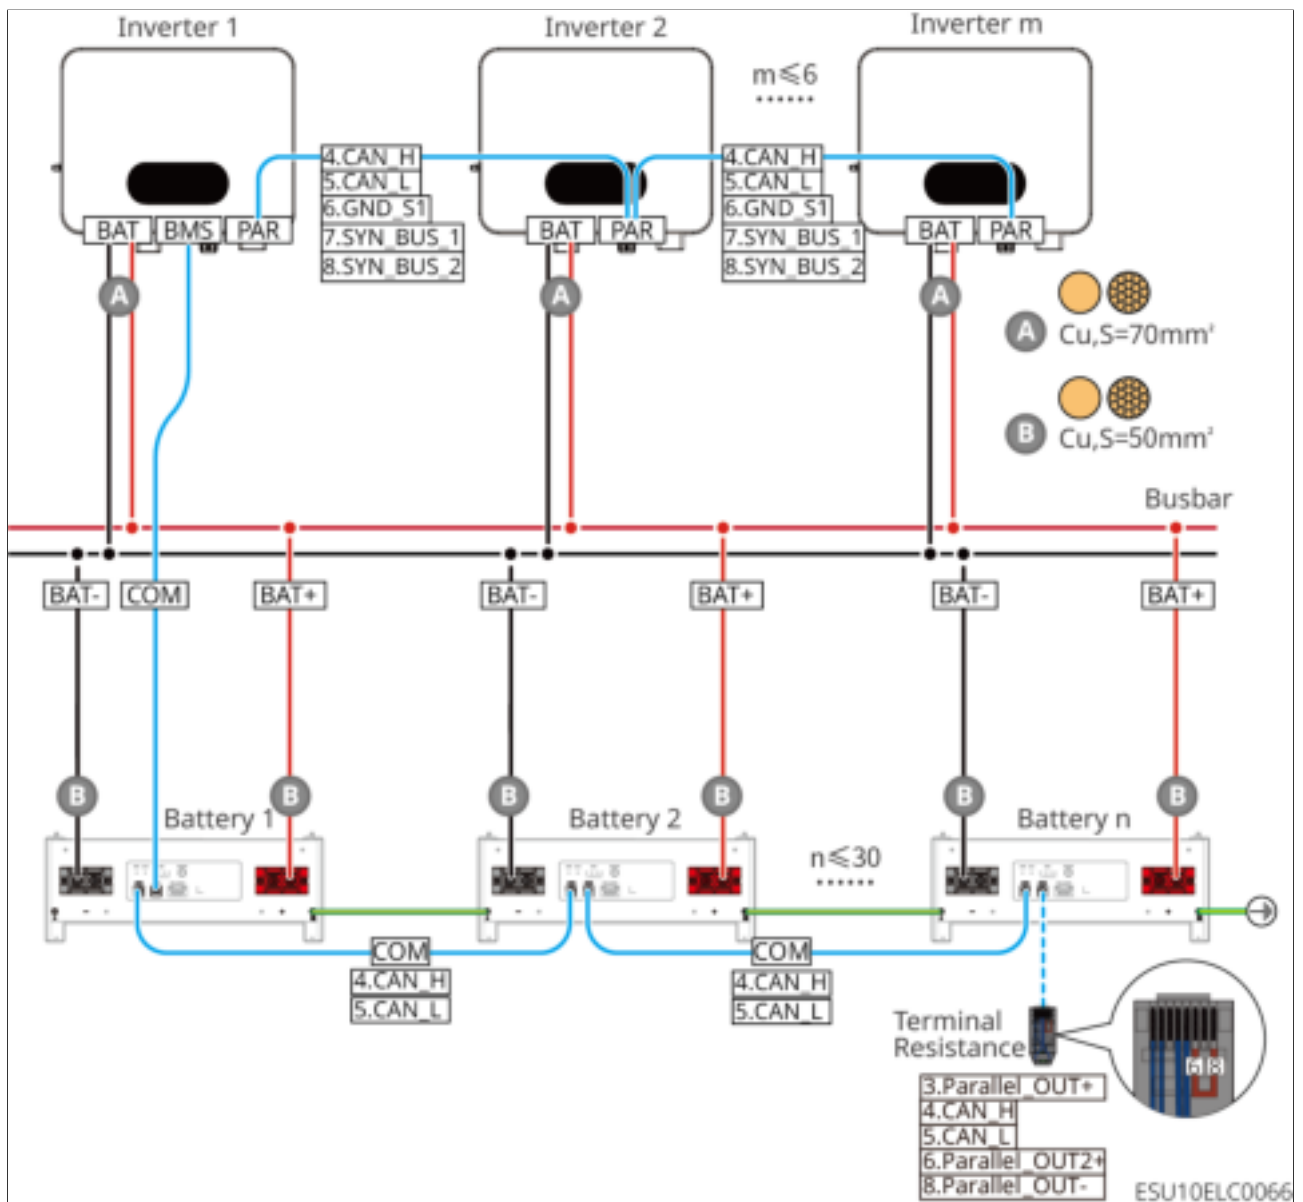 Inverter 1
Inverter 2
Inverter m
m≤6
4.CAN_H
5.CAN_L
6.GND_S1
7.SYN_BUS_1
8.SYN_BUS_2
4.CAN_H
5.CAN_L
6.GND_S1
7.SYN_BUS_1
8.SYN_BUS_2
BAT BMS PAR
BAT PAR
BAT PAR
A
A
A
A Cu,S=70mm²
B Cu,S=50mm²
Busbar
BAT- COM BAT+
BAT- BAT+
BAT- BAT+
B B
B B
B B
Battery 1
Battery 2
Battery n
n≤30
- +
- +
- +
COM
4.CAN_H
5.CAN_L
COM
4.CAN_H
5.CAN_L
Terminal
Resistance
6 8
3.Parallel_OUT+
4.CAN_H
5.CAN_L
6.Parallel_OUT2+
8.Parallel_OUT-
ESU10ELC0066